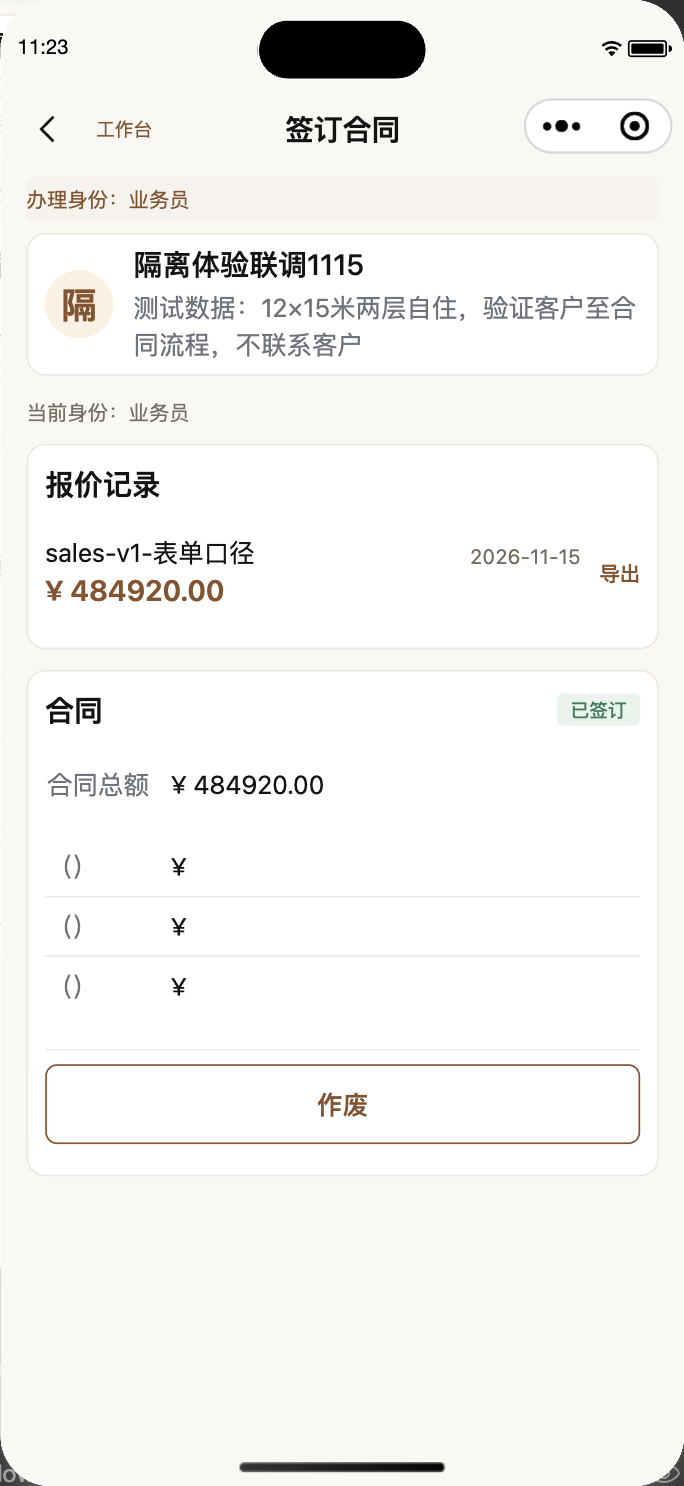 11:23
工作台
签订合同
办理身份：业务员
隔
隔离体验联调1115
测试数据：12×15米两层自住，验证客户至合
同流程，不联系客户
当前身份：业务员
报价记录
sales-v1-表单口径
2026-11-15
导出
¥ 484920.00
合同
已签订
合同总额 ¥ 484920.00
() ¥
() ¥
() ¥
作废